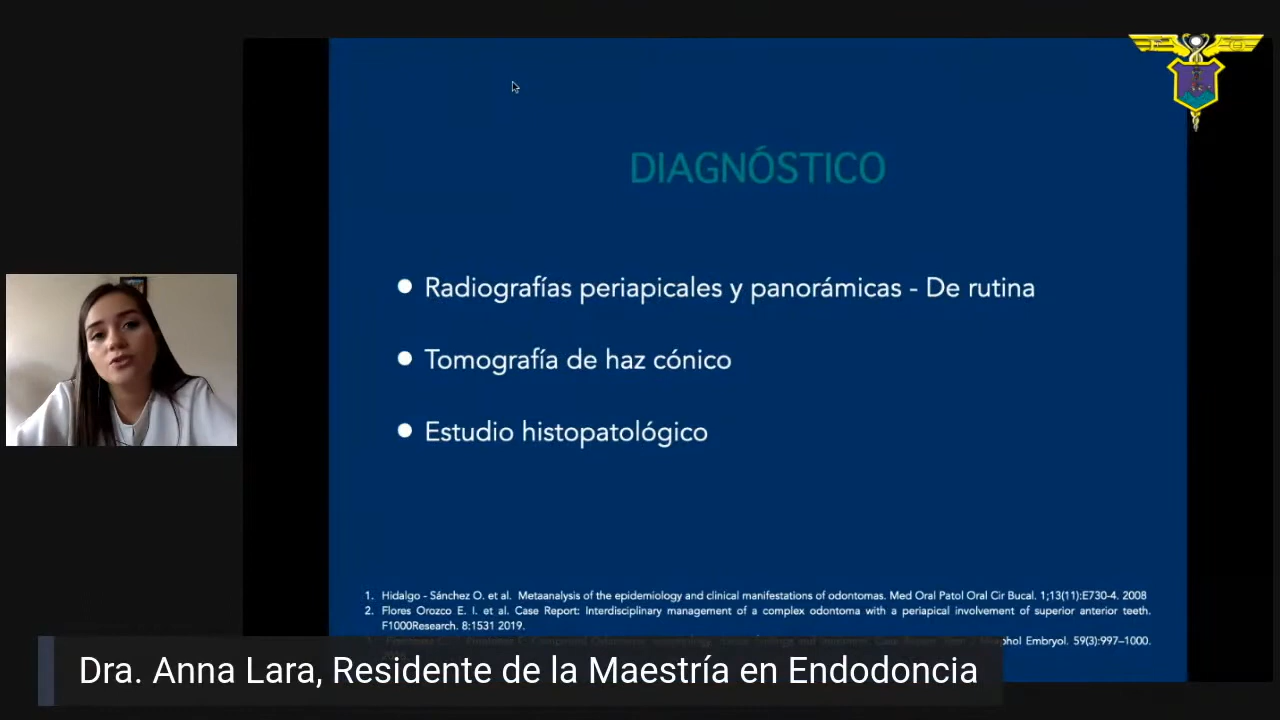 DIAGNÓSTICO
Radiografías periapicales y panorámicas - De rutina
Tomografía de haz cónico
Estudio histopatológico
1. Hidalgo - Sánchez O. et al. Metaanalysis of the epidemiology and clinical manifestations of odontomas. Med Oral Patol Oral Cir Bucal. 1;13(11):E730-4. 2008
2. Flores Orozco E. I. et al. Case Report: Interdisciplinary management of a complex odontoma with a periapical involvement of superior anterior teeth.
F1000Research. 8:1531 2019.
Embryol. 59(3):997–1000.
Dra. Anna Lara, Residente de la Maestría en Endodoncia